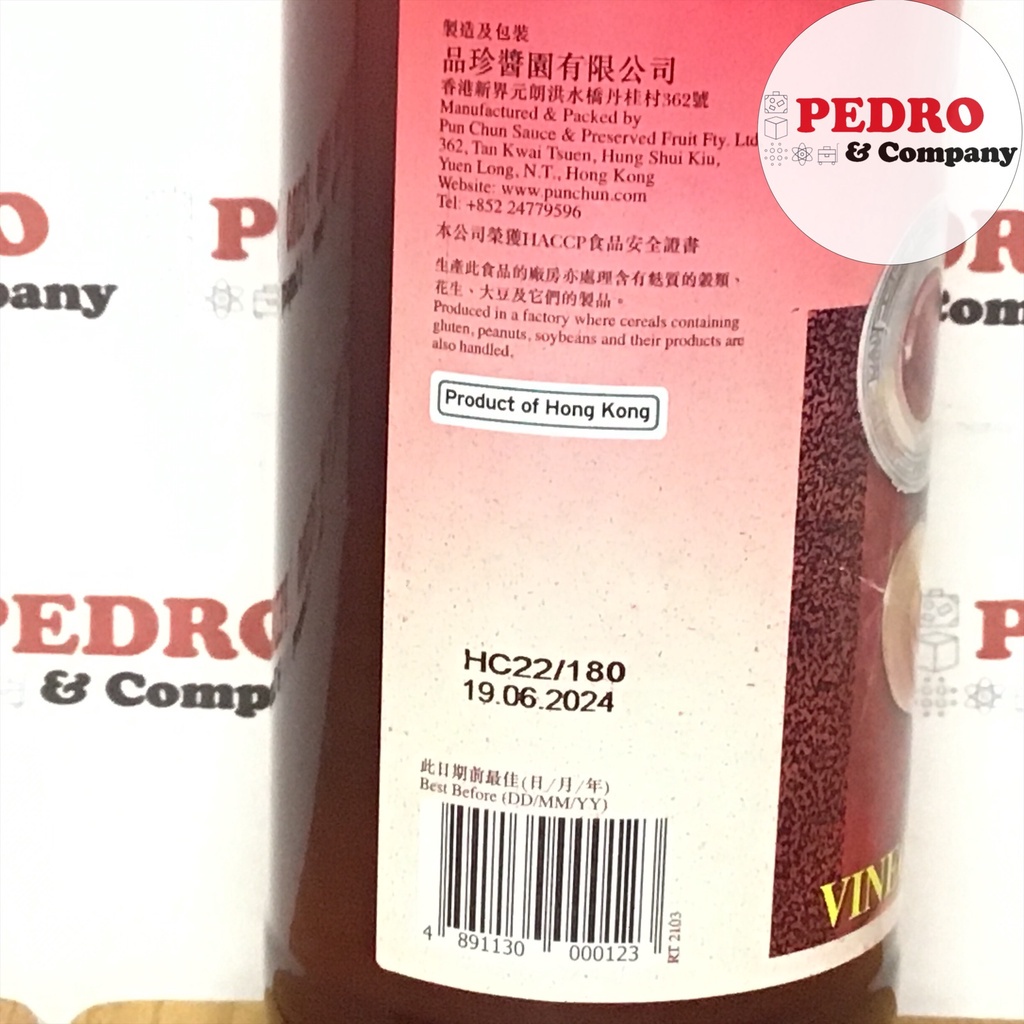 製造及包裝
品珍醬園有限公司
香港新界元朗洪水橋丹桂村362號
Manufactured & Packed by
Pun Chun Sauce & Preserved Fruit Fty. Ltd
362, Tan Kwai Tsuen, Hung Shui Kiu,
Yuen Long, N.T., Hong Kong
Website: www.punchun.com
Tel: +852 24779596
本公司榮獲HACCP食品安全證書
生產此食品的廠房亦處理含有麩質的穀類、
花生、大豆及它們的製品。
Produced in a factory where cereals containing
gluten, peanuts, soybeans and their products are
also handled.
Product of Hong Kong
HC22/180
19.06.2024
此日期前最佳(日/月/年)
Best Before (DD/MM/YY)
4 891130 000123
RT 2103
VINE
PEDRO
& Company
PEDRO
& Comp